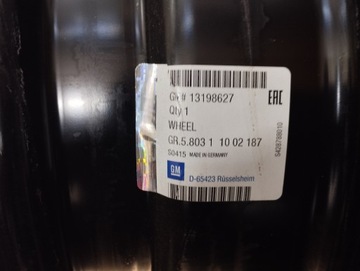 GM# 13198627
Qty 1
WHEEL
GR.5.803 1 10 02 187
S0415 MADE IN GERMANY
GM
D-65423 Rüsselsheim
EAC